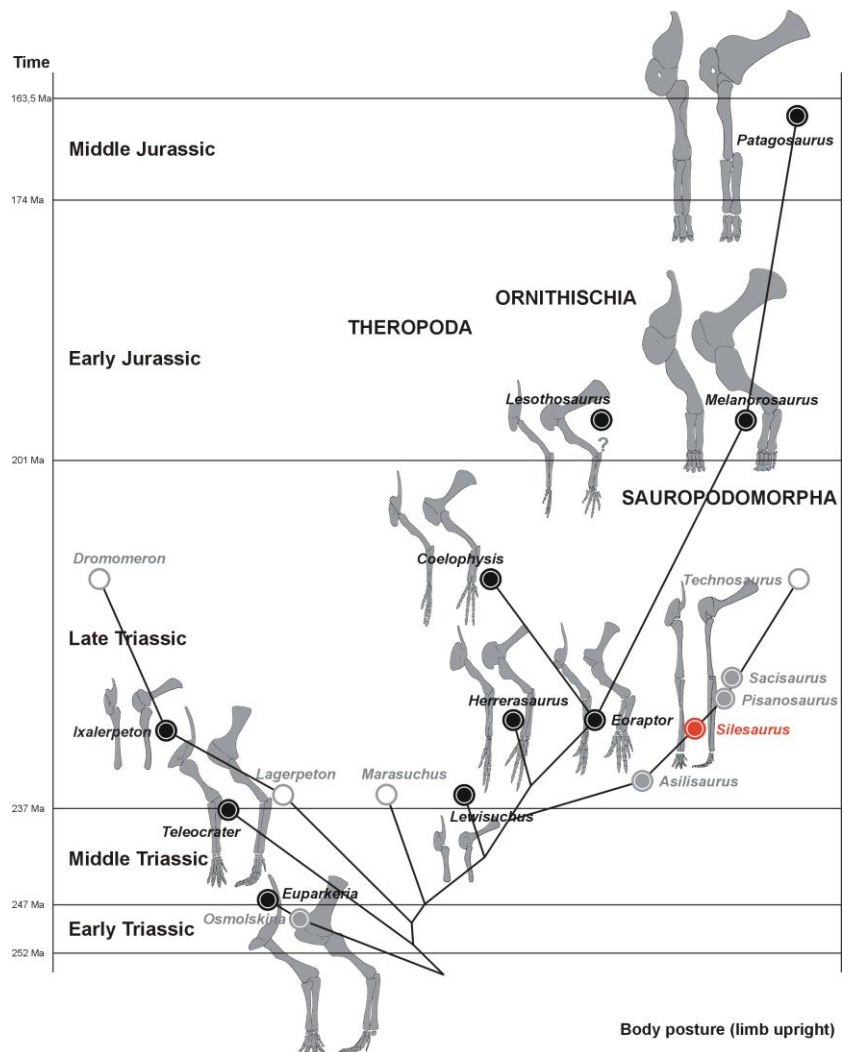 Time
163,5 Ma
Patagosaurus
Middle Jurassic
174 Ma
ORNITHISCHIA
THEROPODA
Early Jurassic
Lesothosaurus
Melanorosaurus
?
201 Ma
SAUROPODOMORPHA
Dromomeron
Coelophysis
Technosaurus
Late Triassic
Sacisaurus
Herrerasaurus
Pisanosaurus
Ixalerpeton
Eoraptor
Silesaurus
Lagerpeton
Marasuchus
Asilisaurus
237 Ma
Lewisuchus
Teleocrater
Middle Triassic
Euparkeria
247 Ma
Osmolskina
Early Triassic
252 Ma
Body posture (limb upright)